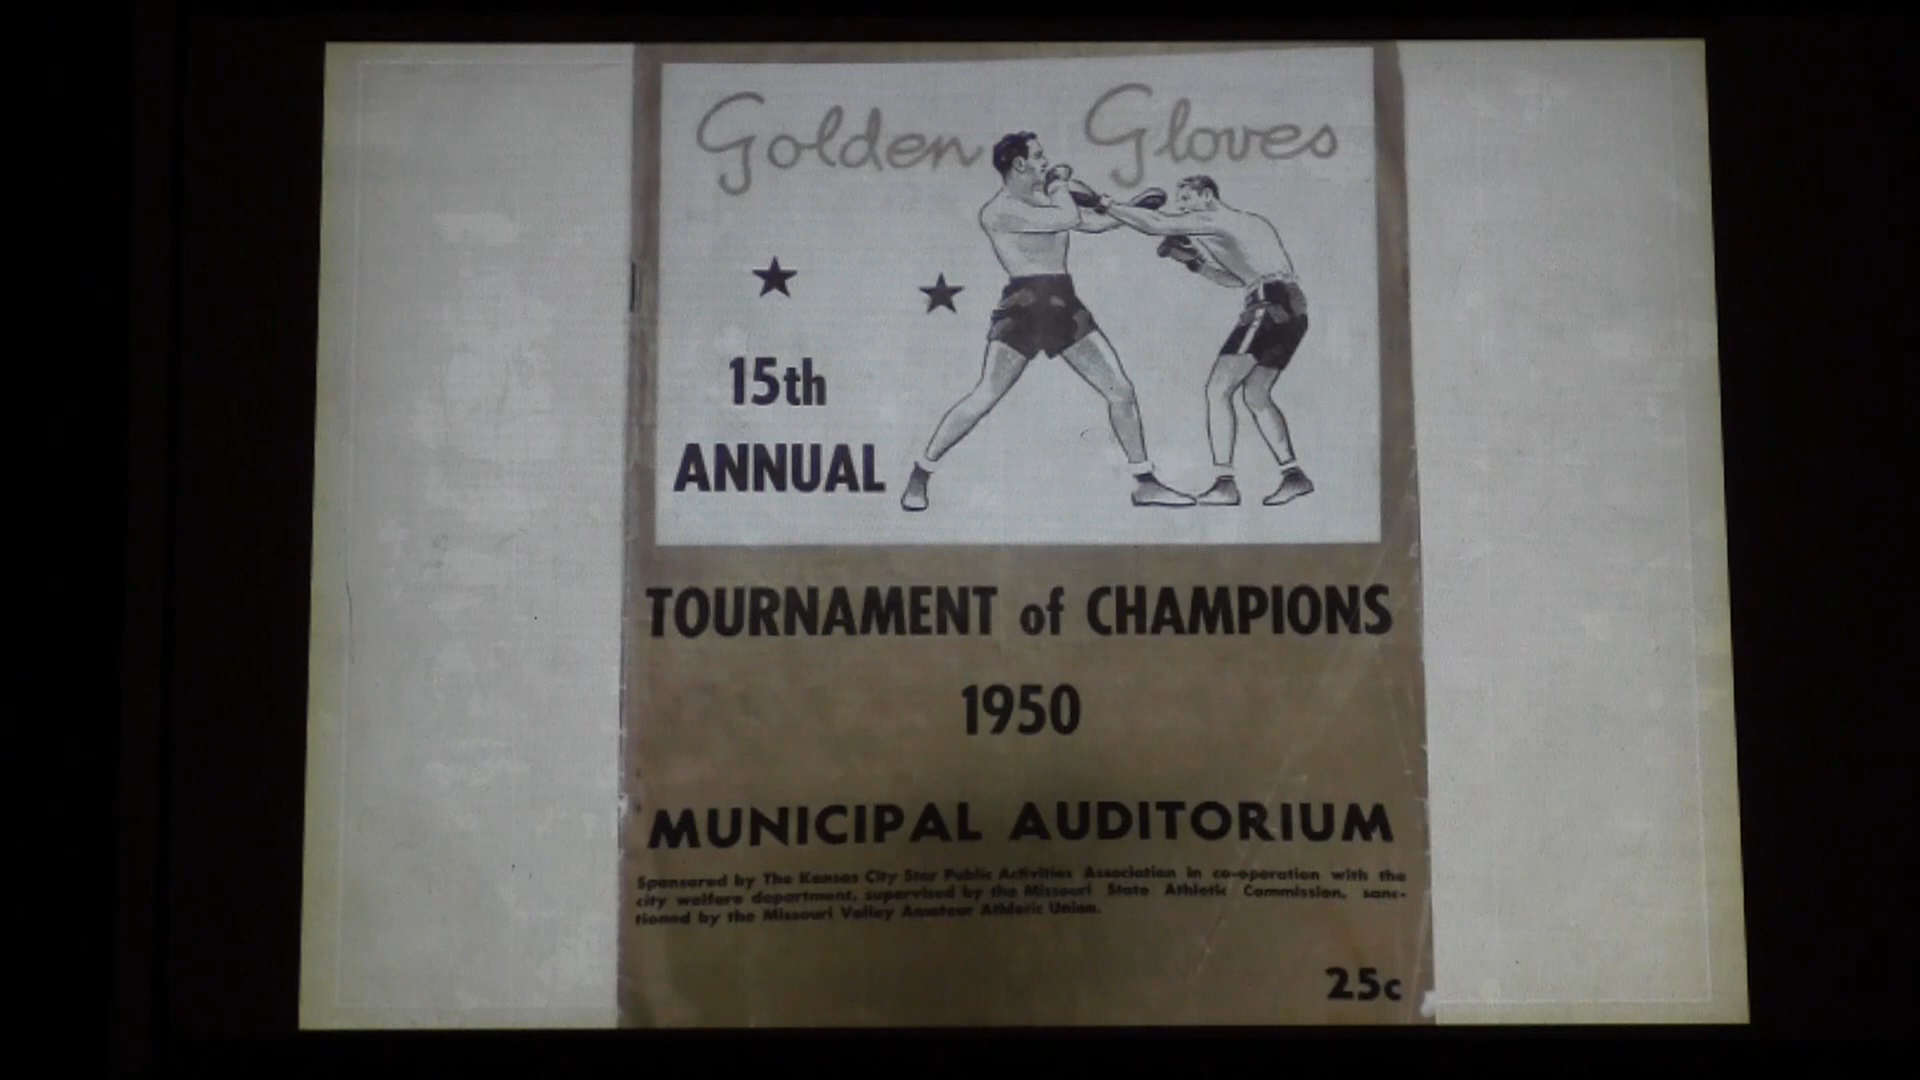 Golden Gloves
15th
ANNUAL
TOURNAMENT of CHAMPIONS
1950
MUNICIPAL AUDITORIUM
Sponsored by The Kansas City Star Public Activities Association in co-operation with the
city welfare department, supervised by the Missouri State Athletic Commission, sanc-
tioned by the Missouri Valley Amateur Athletic Union.
25c